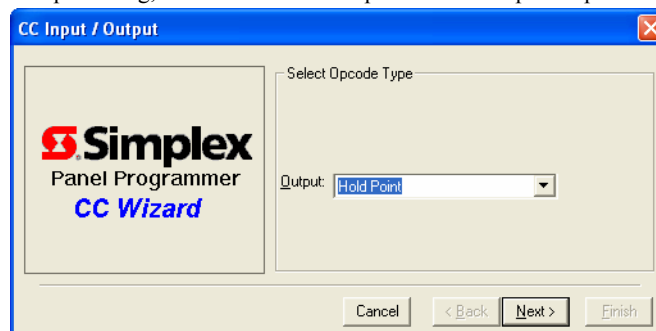 CC Input / Output
Select Opcode Type
Simplex
Panel Programmer
CC Wizard
Output:
Hold Point
Cancel
< Back
Next >
Finish